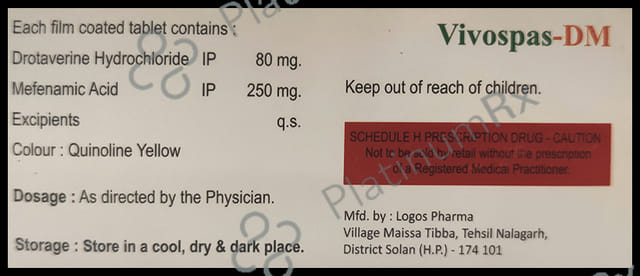 Each film coated tablet contains :
Drotaverine Hydrochloride IP 80 mg.
Mefenamic Acid IP 250 mg.
Excipients q.s.
Colour : Quinoline Yellow
Dosage : As directed by the Physician.
Storage : Store in a cool, dry & dark place.
Vivospas-DM
Keep out of reach of children.
SCHEDULE H PRESCRIPTION DRUG - CAUTION :
Not to be sold by retail without the prescription
of a Registered Medical Practitioner.
Mfd. by : Logos Pharma
Village Maissa Tibba, Tehsil Nalagarh,
District Solan (H.P.) - 174 101
PlatinumRx
PlatinumRx